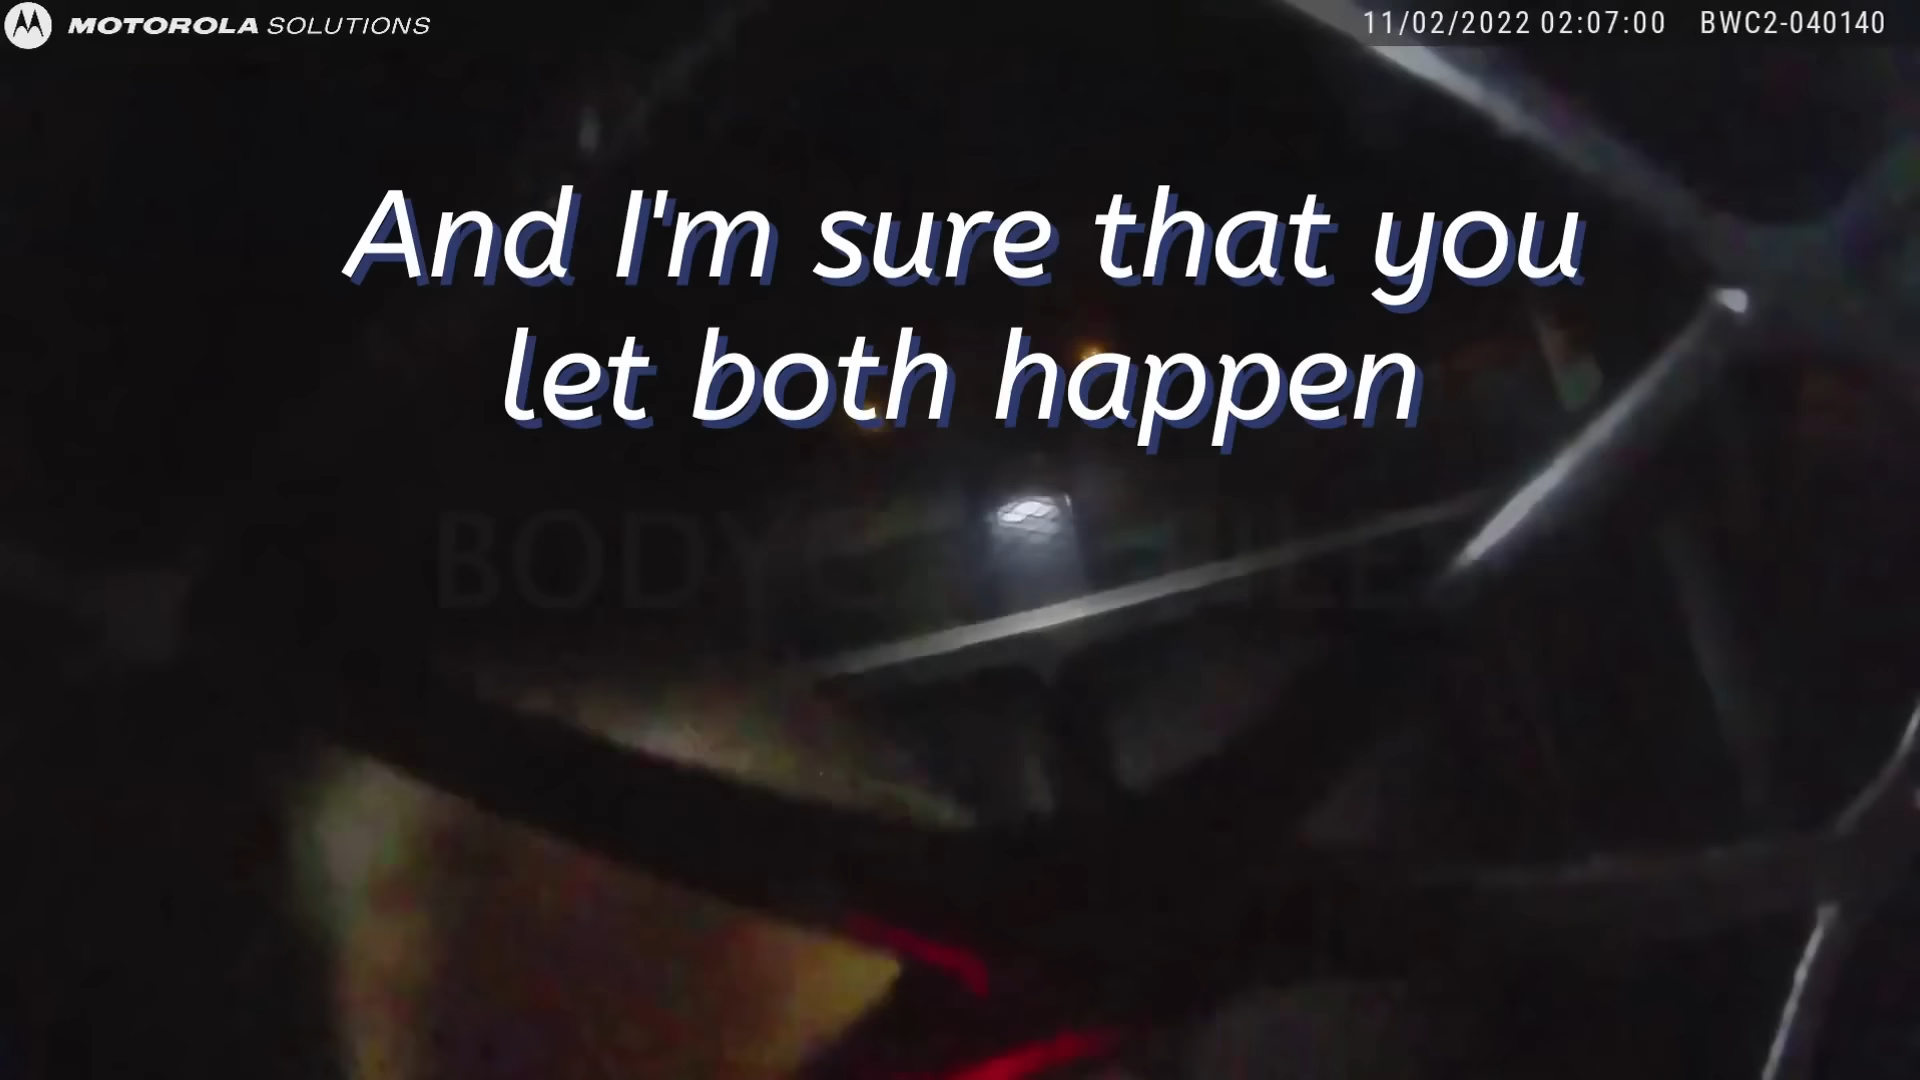 MOTOROLA SOLUTIONS
11/02/2022 02:07:00 BWC2-040140
And I'm sure that you
let both happen